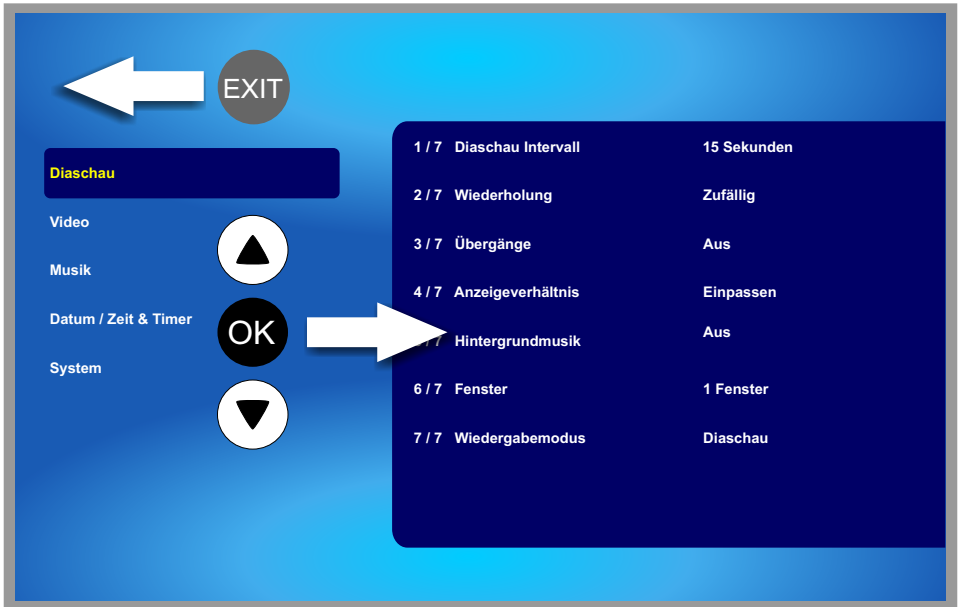 EXIT
Diaschau
Video
Musik
Datum / Zeit & Timer
System
OK
1 / 7 Diaschau Intervall 15 Sekunden
2 / 7 Wiederholung Zufällig
3 / 7 Übergänge Aus
4 / 7 Anzeigeverhältnis Einpassen
/ 7 Hintergrundmusik Aus
6 / 7 Fenster 1 Fenster
7 / 7 Wiedergabemodus Diaschau